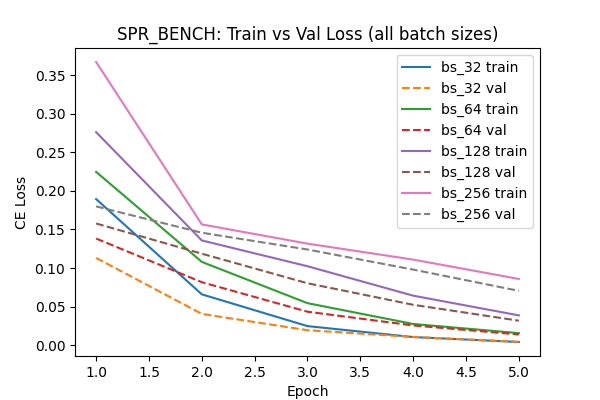 SPR_BENCH: Train vs Val Loss (all batch sizes)
CE Loss
0.35
0.30
0.25
0.20
0.15
0.10
0.05
0.00
bs_32 train
bs_32 val
bs_64 train
bs_64 val
bs_128 train
bs_128 val
bs_256 train
bs_256 val
1.0 1.5 2.0 2.5 3.0 3.5 4.0 4.5 5.0
Epoch